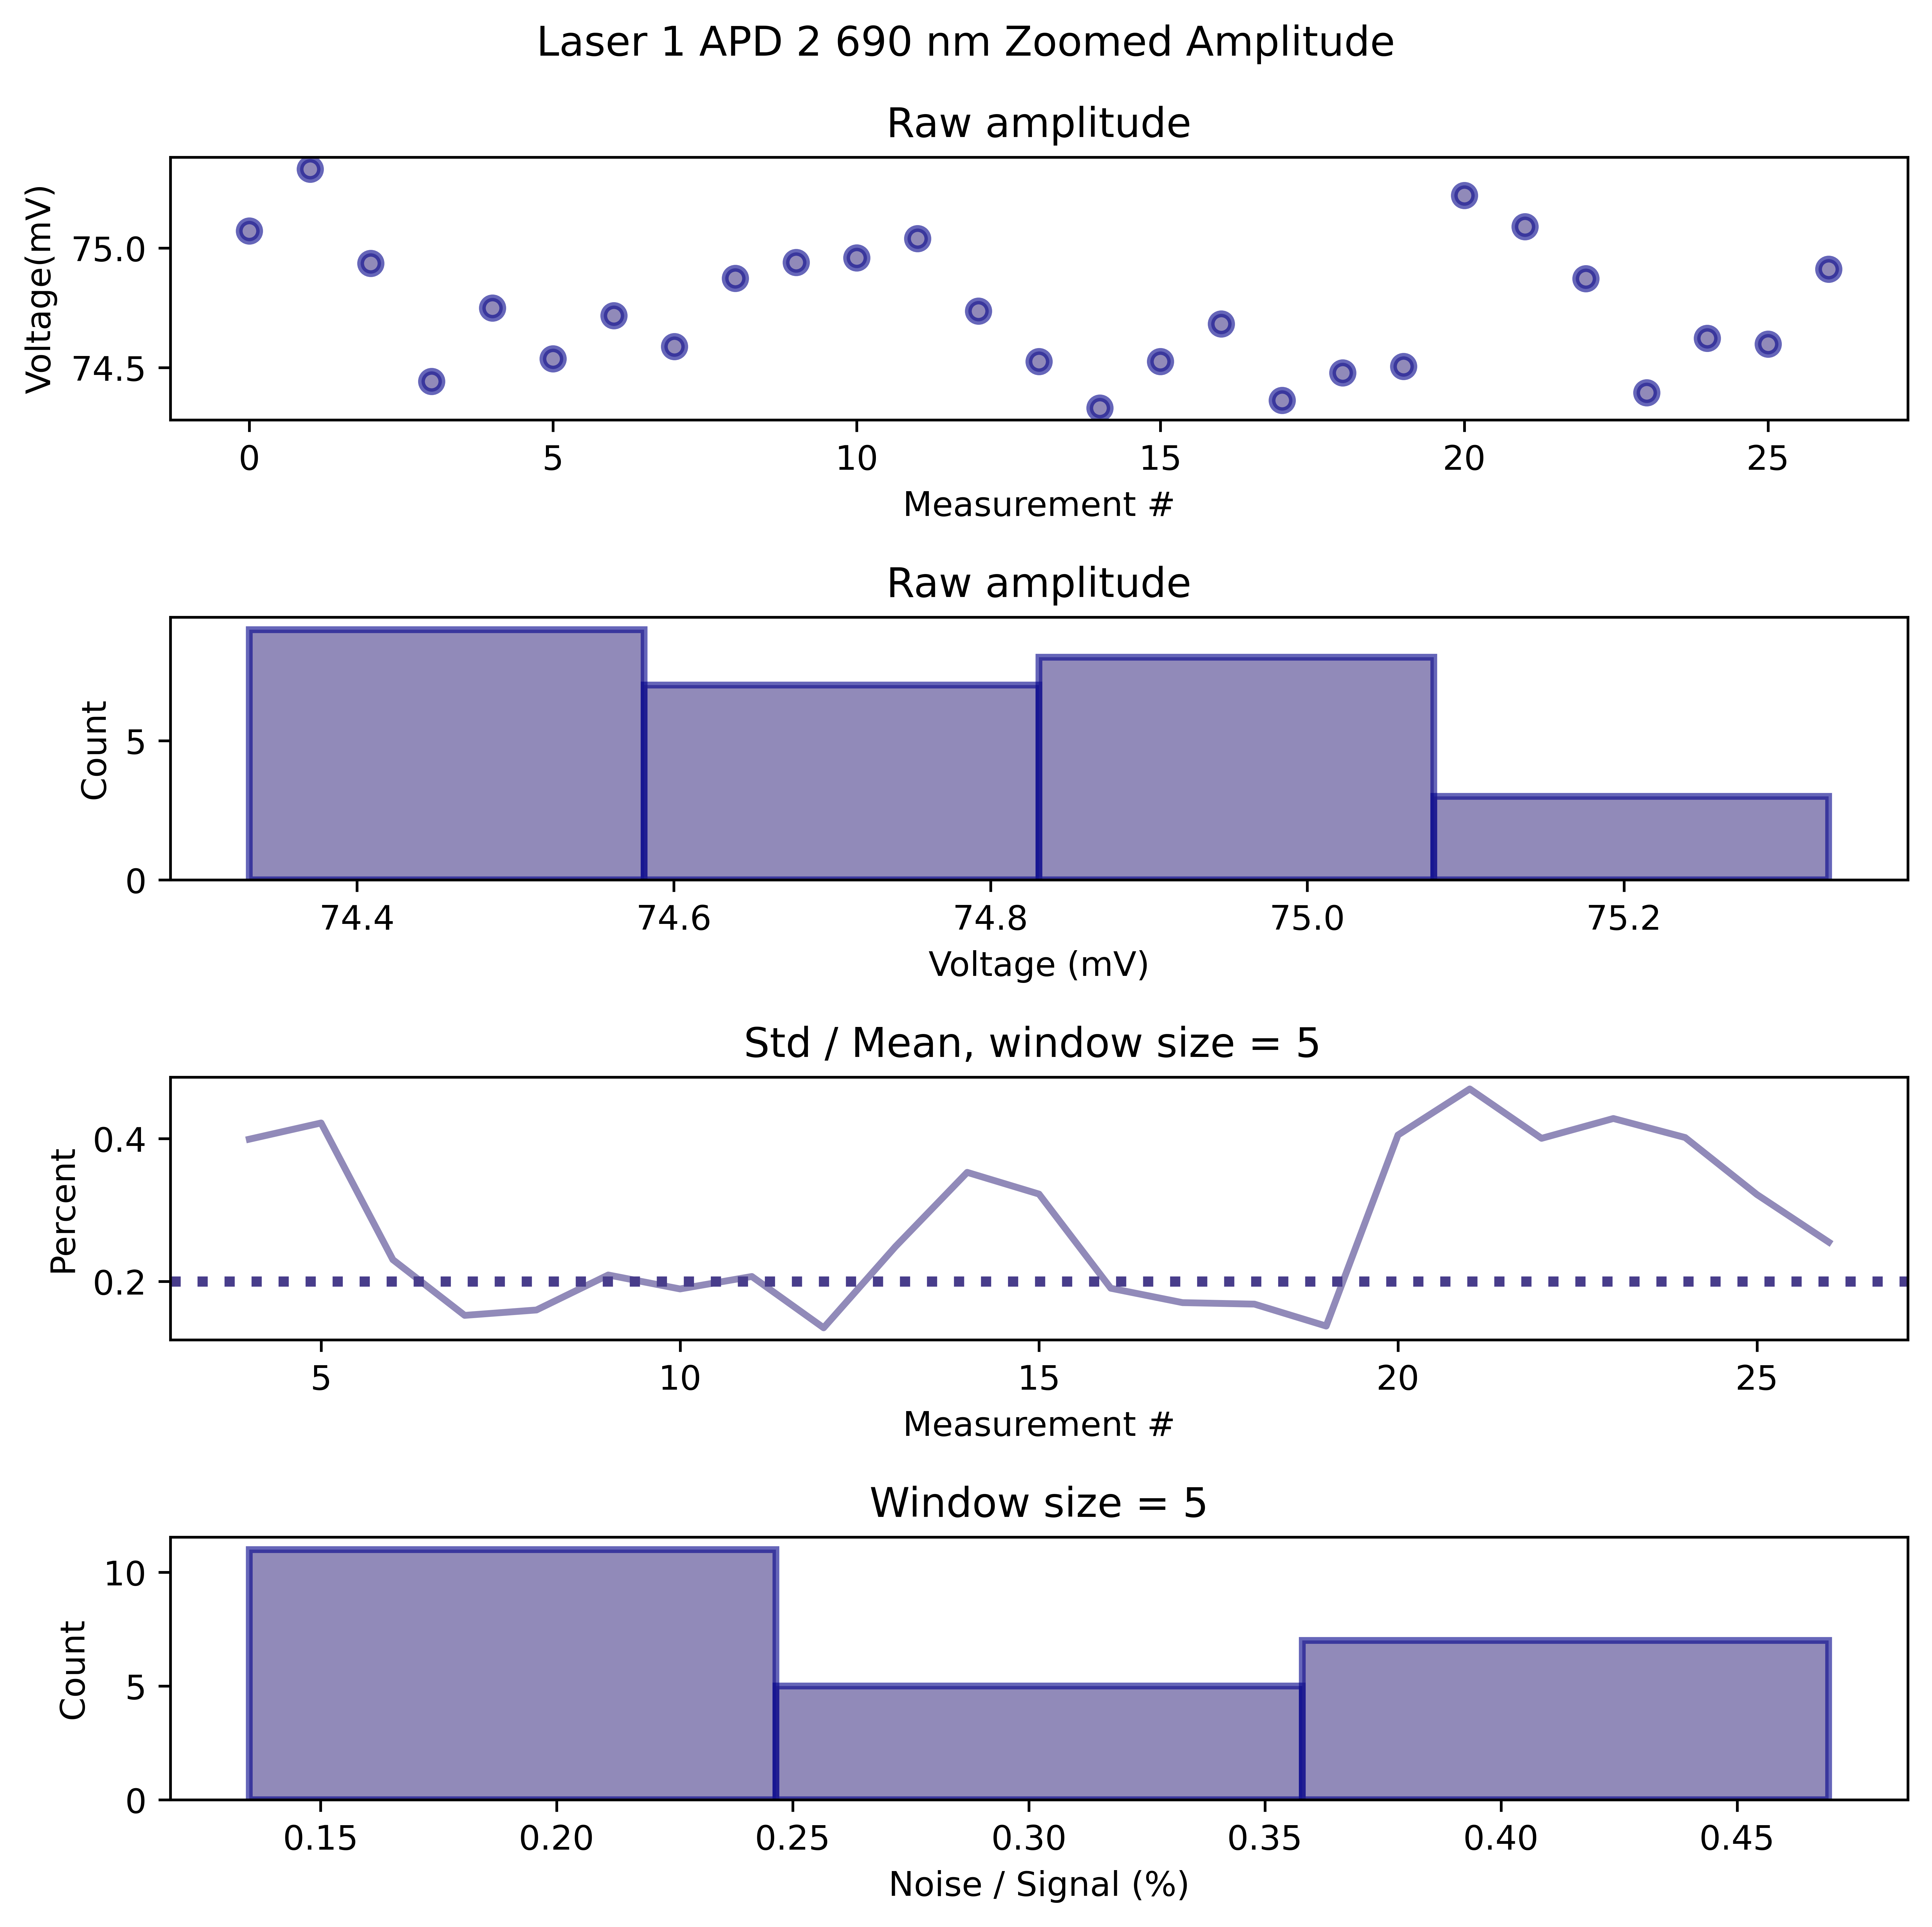 Laser 1 APD 2 690 nm Zoomed Amplitude
Raw amplitude
Voltage(mV)
75.0
74.5
0 5 10 15 20 25
Measurement #
Raw amplitude
Count
5
0
74.4 74.6 74.8 75.0 75.2
Voltage (mV)
Std / Mean, window size = 5
Percent
0.4
0.2
5 10 15 20 25
Measurement #
Window size = 5
Count
10
5
0
0.15 0.20 0.25 0.30 0.35 0.40 0.45
Noise / Signal (%)